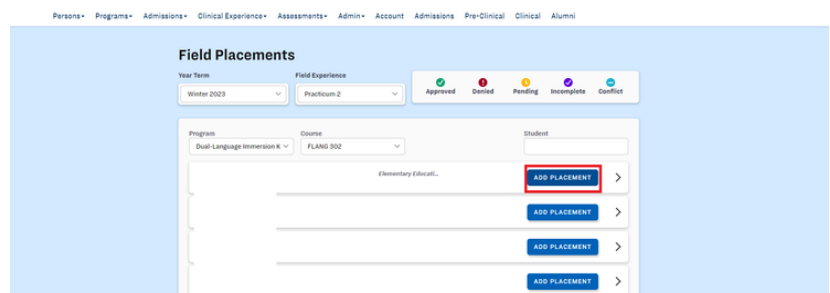 Persons Programs Admissions Clinical Experience Assessments Admin Account Admissions Pre-Clinical Clinical Alumni
Field Placements
Year Term Field Experience
Winter 2023 Practicum 2
Approved Denied Pending Incomplete Conflict
Program Course Student
Dual-Language Immersion K FLANG 302
Elementary Educati.. ADD PLACEMENT
ADD PLACEMENT
ADD PLACEMENT
ADD PLACEMENT